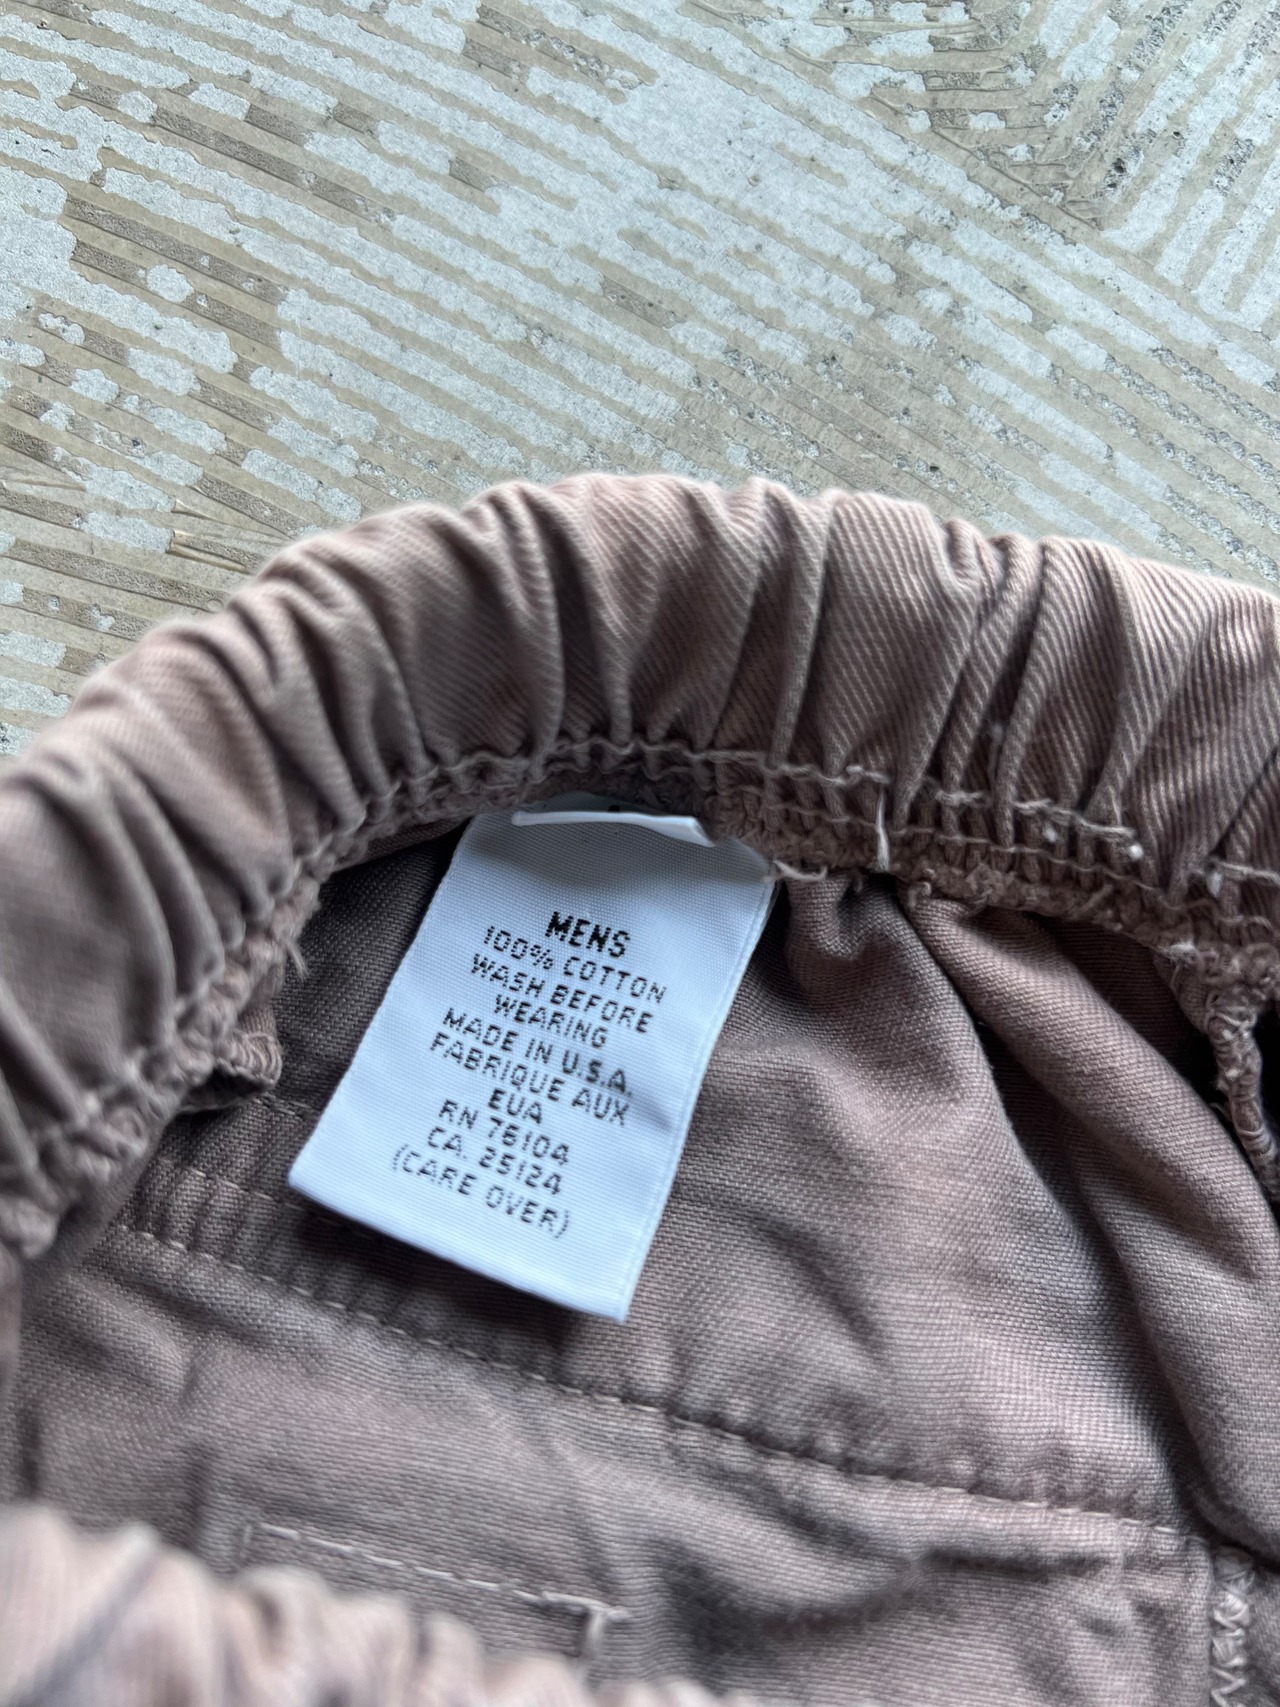 MENS
100% COTTON
WASH BEFORE
WEARING
MADE IN U.S.A.
FABRIQUE AUX
EUA
RN 76104
CA. 25124
(CARE OVER)